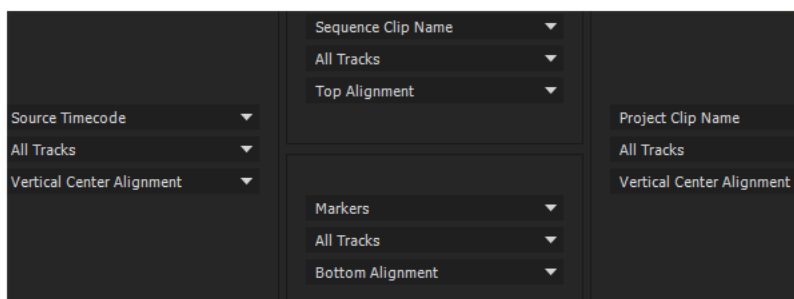 Sequence Clip Name
All Tracks
Top Alignment
Source Timecode
All Tracks
Vertical Center Alignment
Project Clip Name
All Tracks
Vertical Center Alignment
Markers
All Tracks
Bottom Alignment